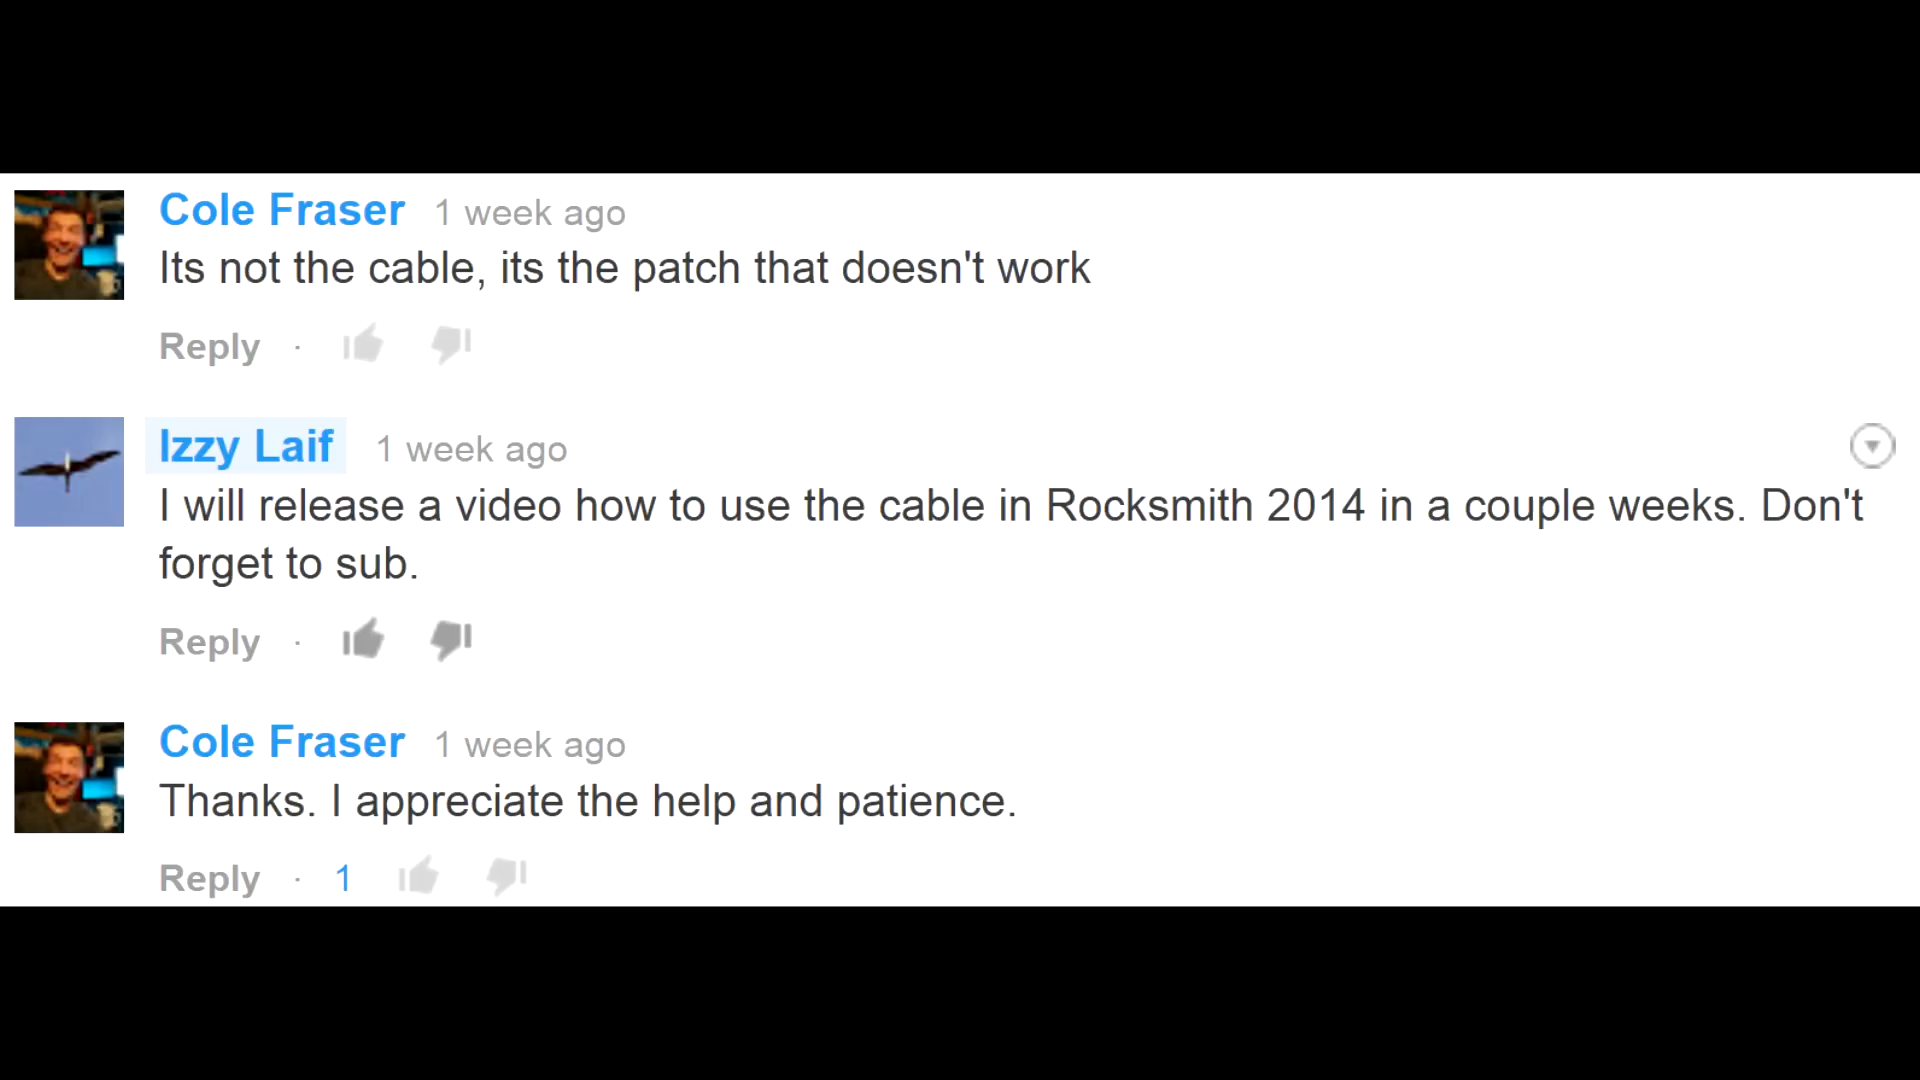 Cole Fraser 1 week ago
Its not the cable, its the patch that doesn't work
Reply ·
Izzy Laif 1 week ago
I will release a video how to use the cable in Rocksmith 2014 in a couple weeks. Don't
forget to sub.
Reply ·
Cole Fraser 1 week ago
Thanks. I appreciate the help and patience.
Reply · 1